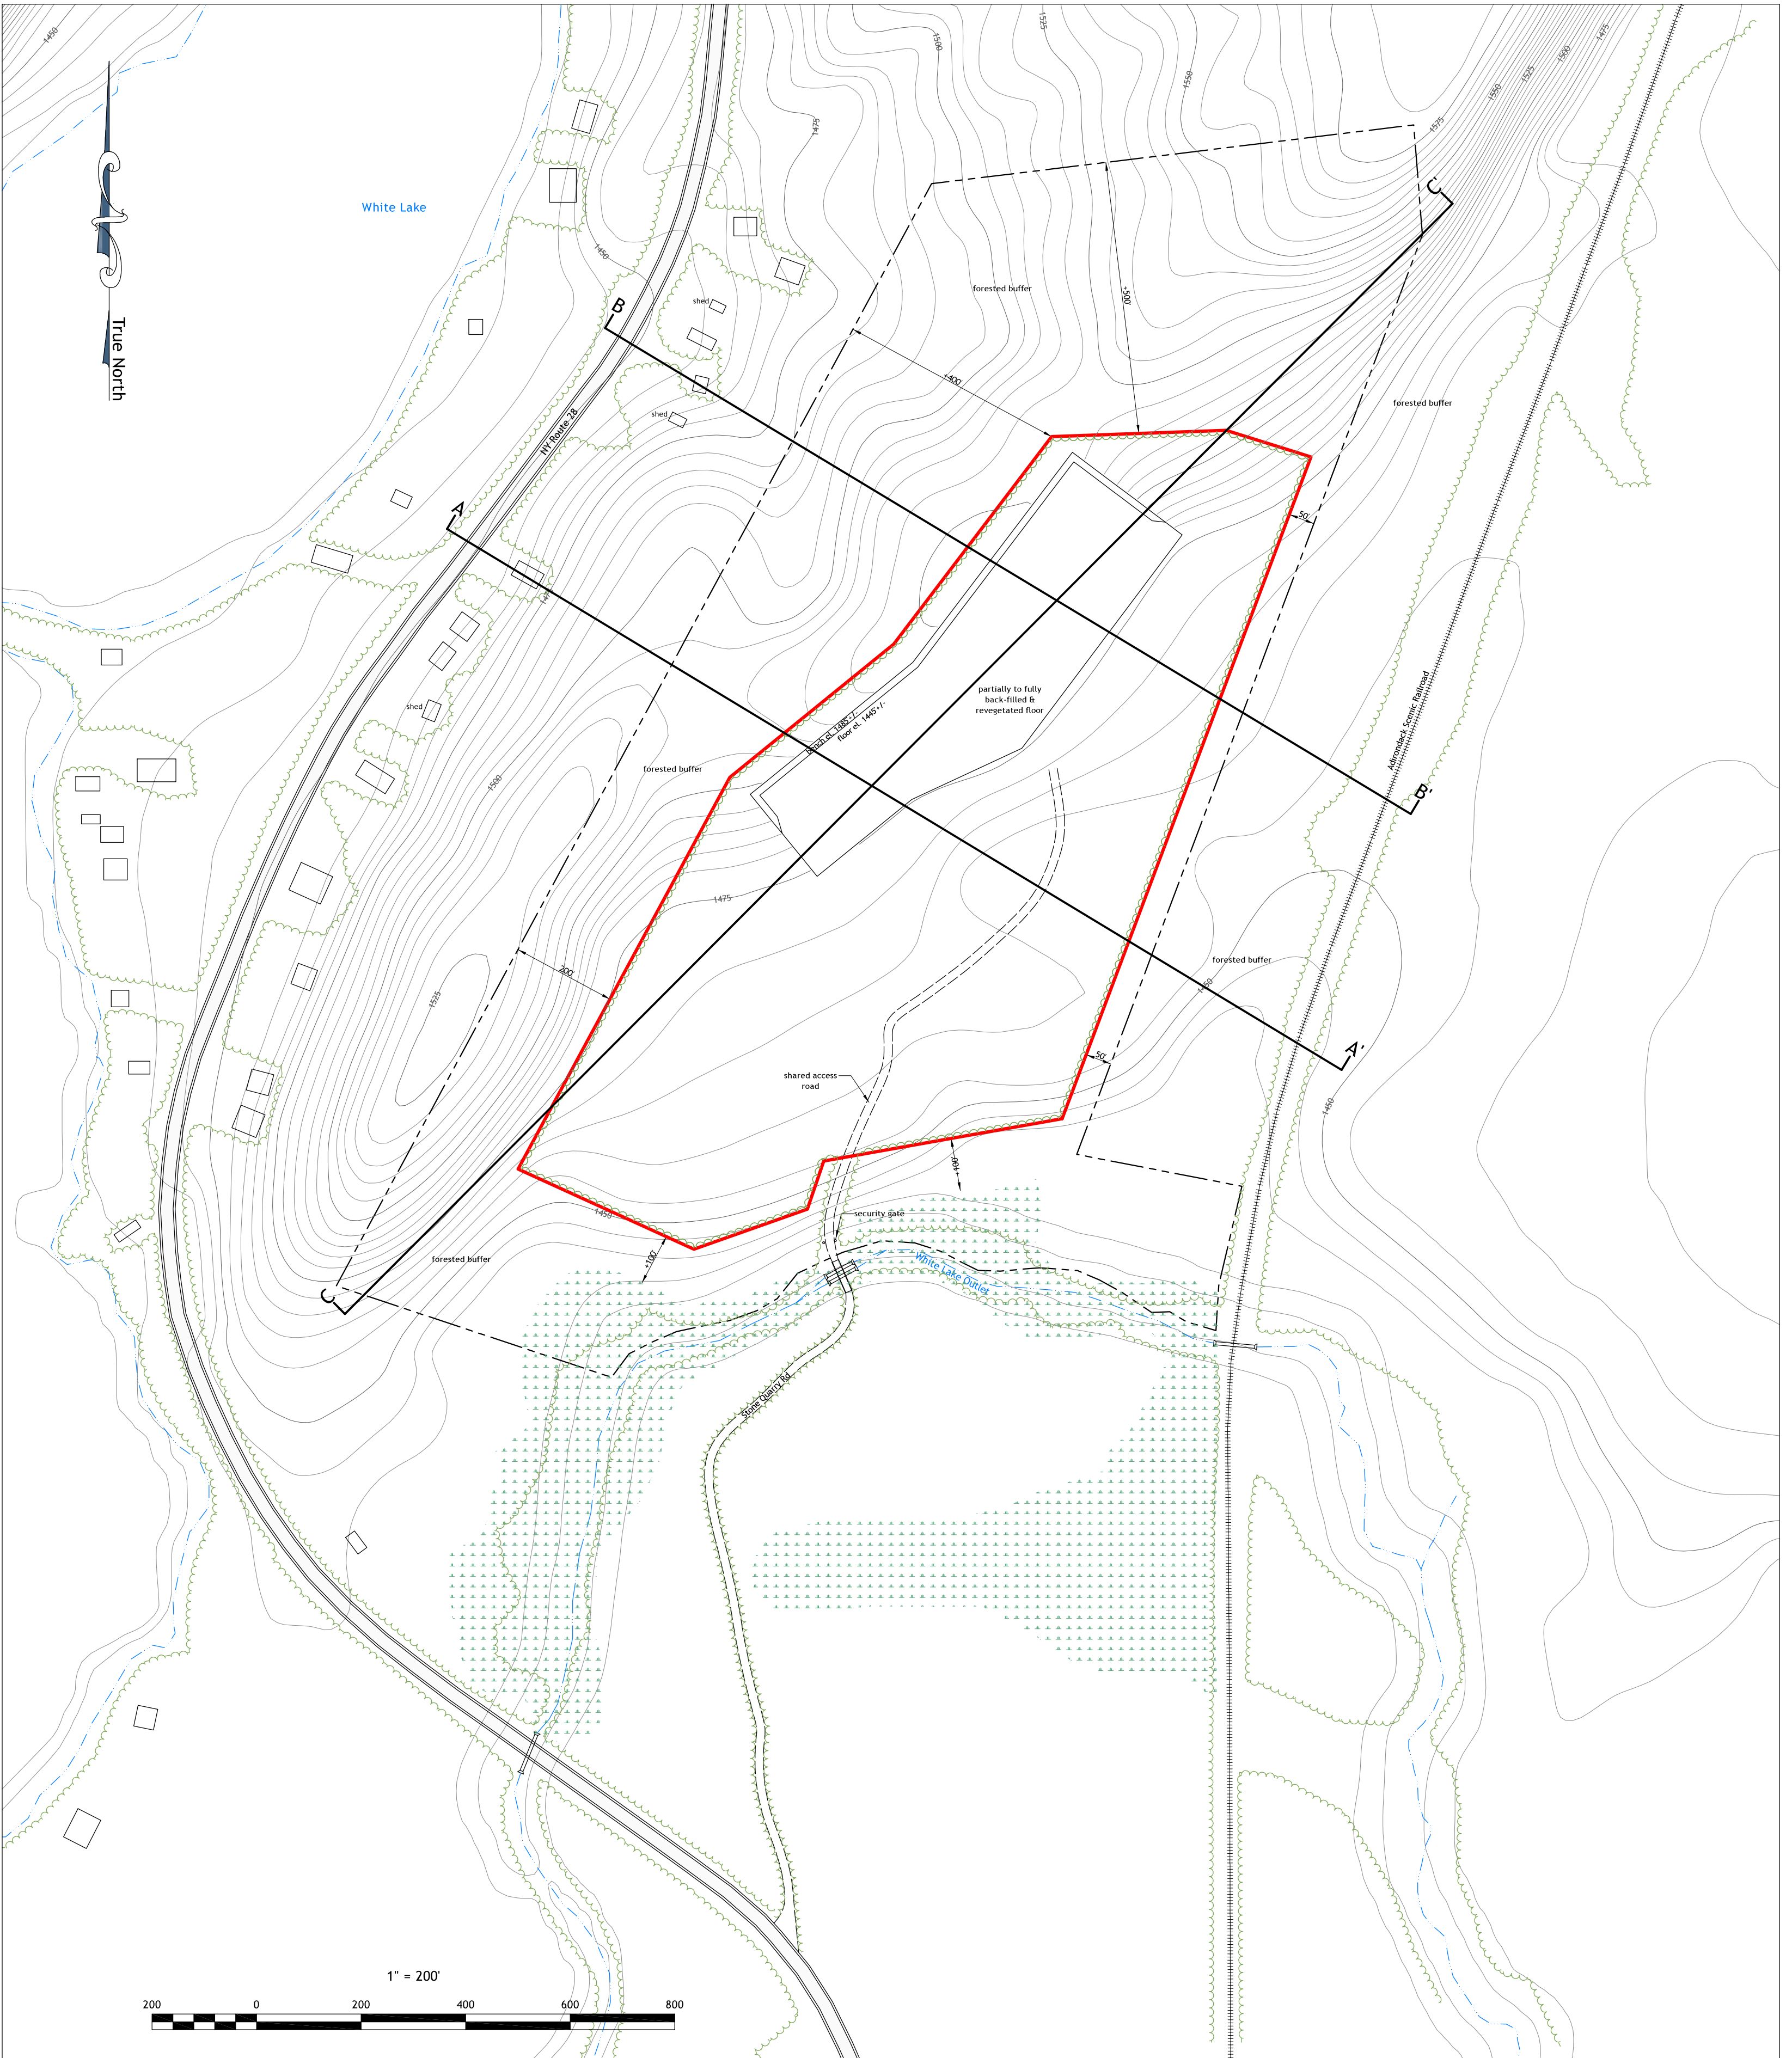 1450
1525
1500
1475
1500
1525
1550
1550
1575
1475
C'
White Lake
1450
B
forested buffer
+500'
shed
True North
+400'
forested buffer
shed
NY Route 28
A
50'
shed
partially to fully
back-filled &
revegetated floor
bench el. 1485'+/-
floor el. 1445'+/-
Adirondack Scenic Railroad
forested buffer
1500
B'
1475
forested buffer
200'
1450
1525
A'
50'
shared access
road
1450
+100'
1450
security gate
forested buffer
+100'
White Lake Outlet
C
Stone Quarry Rd
1" = 200'
200 0 200 400 600 800